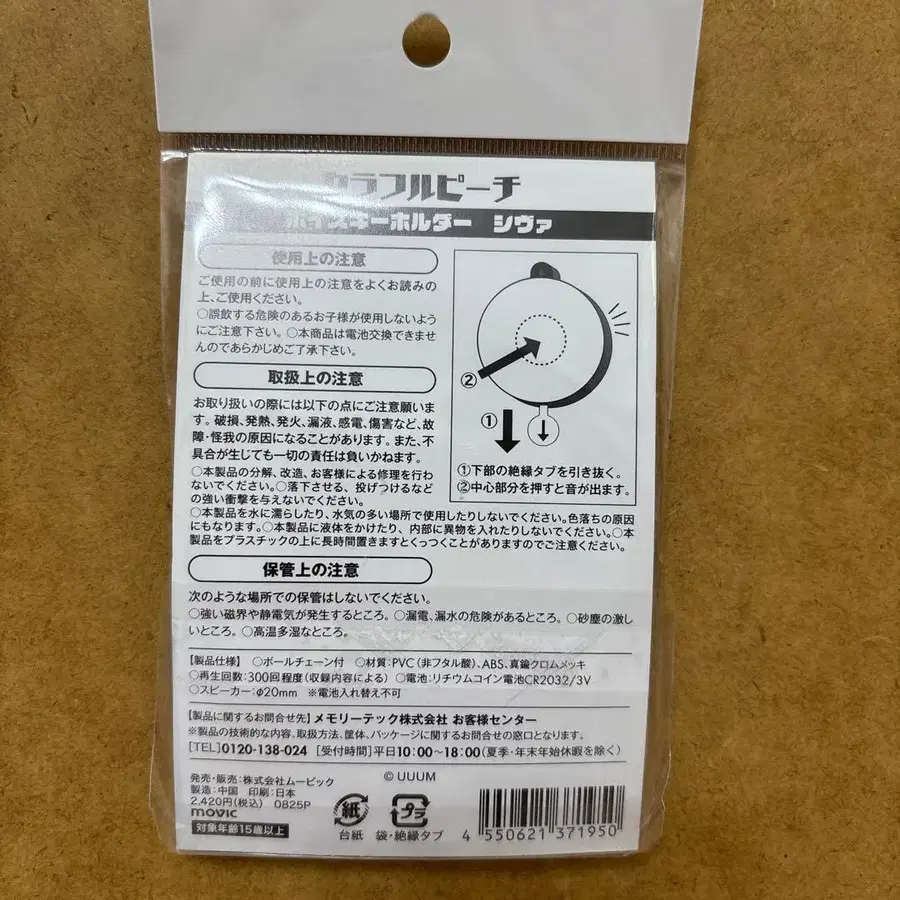 カラフルピーチ
ボイスキーホルダー シヴァ
使用上の注意
ご使用の前に使用上の注意をよくお読みの
上、ご使用ください。
○誤飲する危険のあるお子様が使用しないよう
にご注意下さい。○本商品は電池交換できませ
んのであらかじめご了承下さい。
取扱上の注意
お取り扱いの際には以下の点にご注意願いま
す。破損、発熱、発火、漏液、感電、傷害など、故
障・怪我の原因になることがあります。また、不
具合が生じても一切の責任は負いかねます。
○本製品の分解、改造、お客様による修理を行わ
ないでください。○落下させる、投げつけるなど
の強い衝撃を与えないでください。
○本製品を水に濡らしたり、水気の多い場所で使用したりしないでください。色落ちの原因
にもなります。○本製品に液体をかけたり、内部に異物を入れたりしないでください。○本
製品をプラスチックの上に長時間置きますとくっつくことがありますのでご注意ください。
②
①
①下部の絶縁タブを引き抜く。
②中心部分を押すと音が出ます。
保管上の注意
次のような場所での保管はしないでください。
○強い磁界や静電気が発生するところ。○漏電、漏水の危険があるところ。○砂塵の激し
いところ。○高温多湿なところ。
【製品仕様】 ○ボールチェーン付 ○材質:PVC(非フタル酸)、ABS、真鍮クロムメッキ
○再生回数:300回程度(収録内容による) ○電池:リチウムコイン電池CR2032/3V
○スピーカー:φ20mm ※電池入れ替え不可
【製品に関するお問合せ先】メモリーテック株式会社 お客様センター
※製品の技術的な内容、取扱方法、筐体、パッケージに関するお問合せの窓口となります。
[TEL]0120-138-024 [受付時間]平日10:00~18:00(夏季・年末年始休暇を除く)
©UUUM
発売・販売:株式会社ムービック
製造:中国 印刷:日本
2,420円(税込) 0825P
movic
対象年齢15歳以上
紙
台紙
プラ
袋・絶縁タブ
4 550621 371950